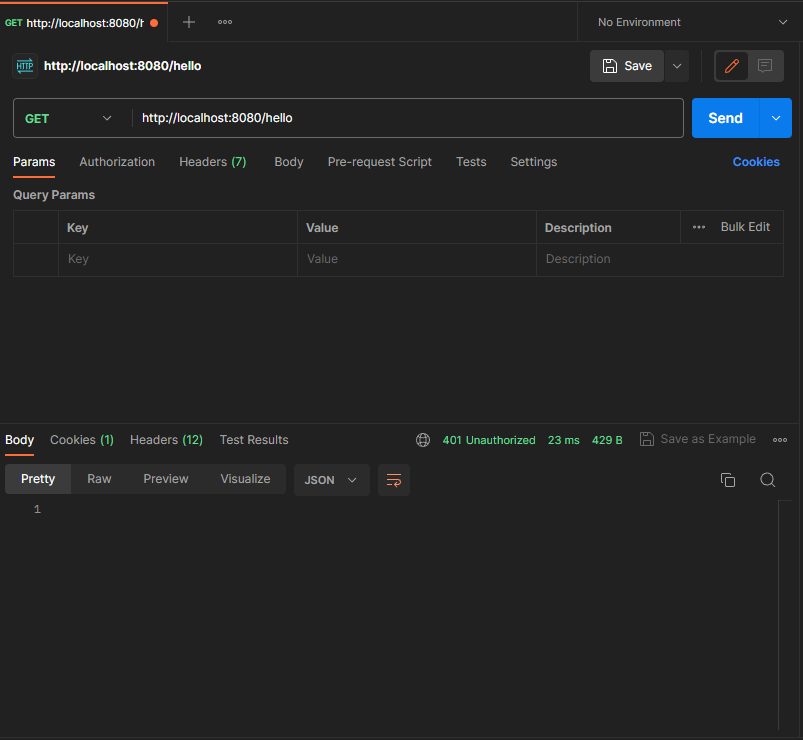 GET http://localhost:8080/h
No Environment
HTTP http://localhost:8080/hello
Save
GET http://localhost:8080/hello
Send
Params Authorization Headers (7) Body Pre-request Script Tests Settings Cookies
Query Params
Key Value Description Bulk Edit
Key Value Description
Body Cookies (1) Headers (12) Test Results 401 Unauthorized 23 ms 429 B Save as Example
Pretty Raw Preview Visualize JSON
1